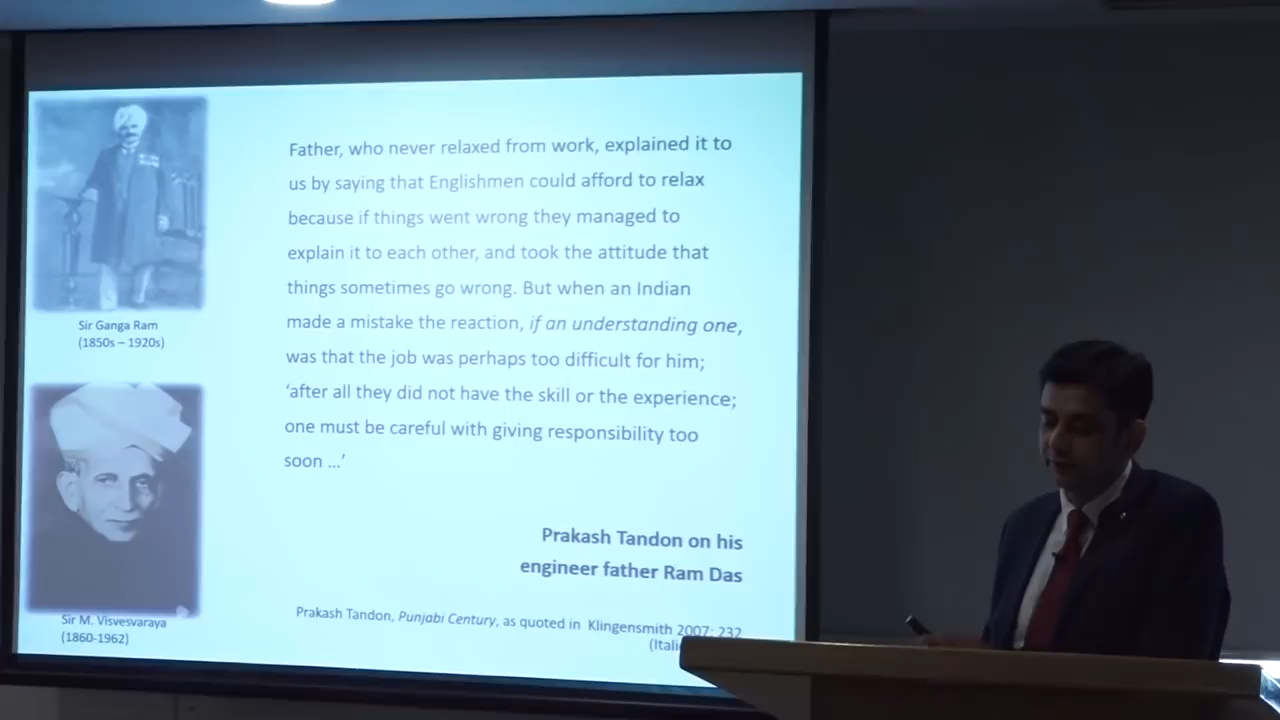 Father, who never relaxed from work, explained it to
us by saying that Englishmen could afford to relax
because if things went wrong they managed to
explain it to each other, and took the attitude that
things sometimes go wrong. But when an Indian
made a mistake the reaction, if an understanding one,
was that the job was perhaps too difficult for him;
‘after all they did not have the skill or the experience;
one must be careful with giving responsibility too
soon ...’
Prakash Tandon on his
engineer father Ram Das
Prakash Tandon, Punjabi Century, as quoted in Klingensmith 2007: 232
Sir Ganga Ram
(1850s – 1920s)
Sir M. Visvesvaraya
(1860-1962)